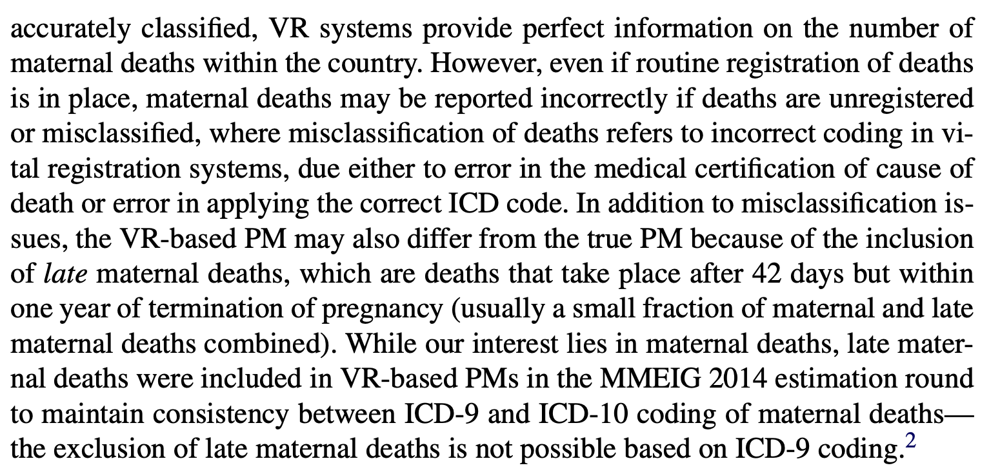 accurately classified, VR systems provide perfect information on the number of
maternal deaths within the country. However, even if routine registration of deaths
is in place, maternal deaths may be reported incorrectly if deaths are unregistered
or misclassified, where misclassification of deaths refers to incorrect coding in vi-
tal registration systems, due either to error in the medical certification of cause of
death or error in applying the correct ICD code. In addition to misclassification is-
sues, the VR-based PM may also differ from the true PM because of the inclusion
of late maternal deaths, which are deaths that take place after 42 days but within
one year of termination of pregnancy (usually a small fraction of maternal and late
maternal deaths combined). While our interest lies in maternal deaths, late mater-
nal deaths were included in VR-based PMs in the MMEIG 2014 estimation round
to maintain consistency between ICD-9 and ICD-10 coding of maternal deaths—
the exclusion of late maternal deaths is not possible based on ICD-9 coding.2